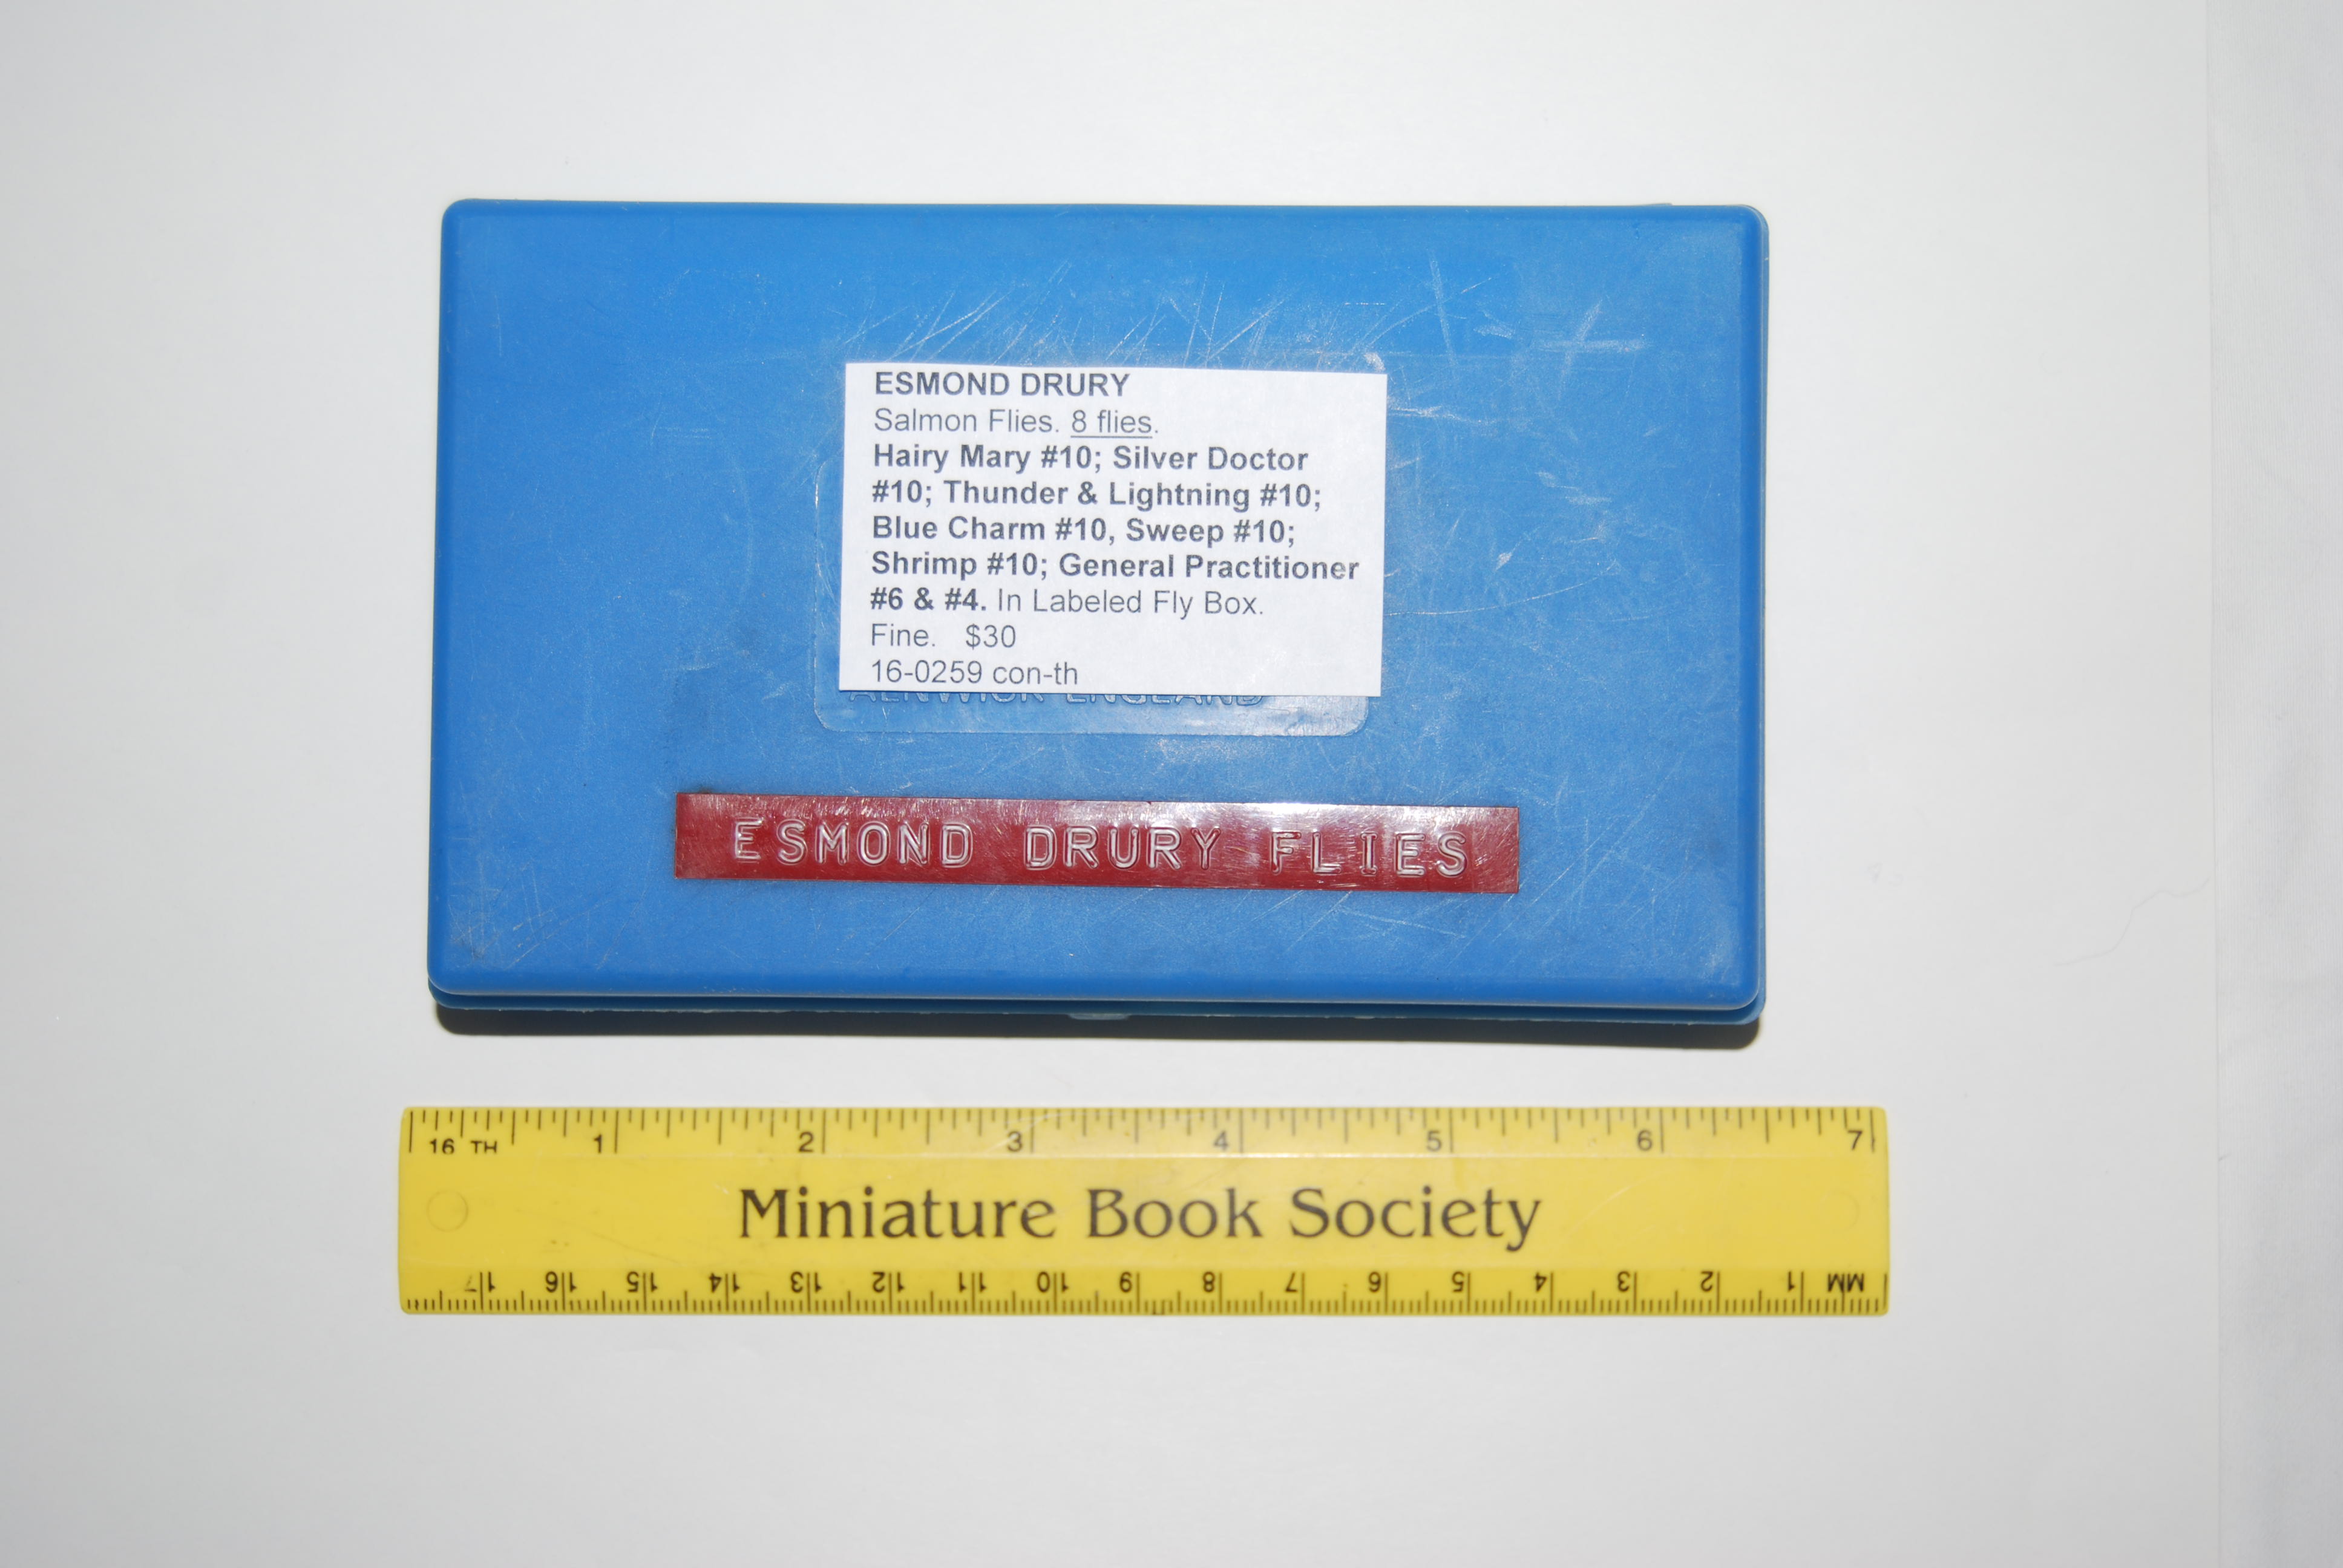 ESMOND DRURY
Salmon Flies. 8 flies.
Hairy Mary #10; Silver Doctor
#10; Thunder & Lightning #10;
Blue Charm #10, Sweep #10;
Shrimp #10; General Practitioner
#6 & #4. In Labeled Fly Box.
Fine. $30
16-0259 con-th
ALNWICK ENGLAND
ESMOND DRURY FLIES
16 TH 1 2 3 4 5 6 7
Miniature Book Society
MM 1 2 3 4 5 6 7 8 9 10 11 12 13 14 15 16 17